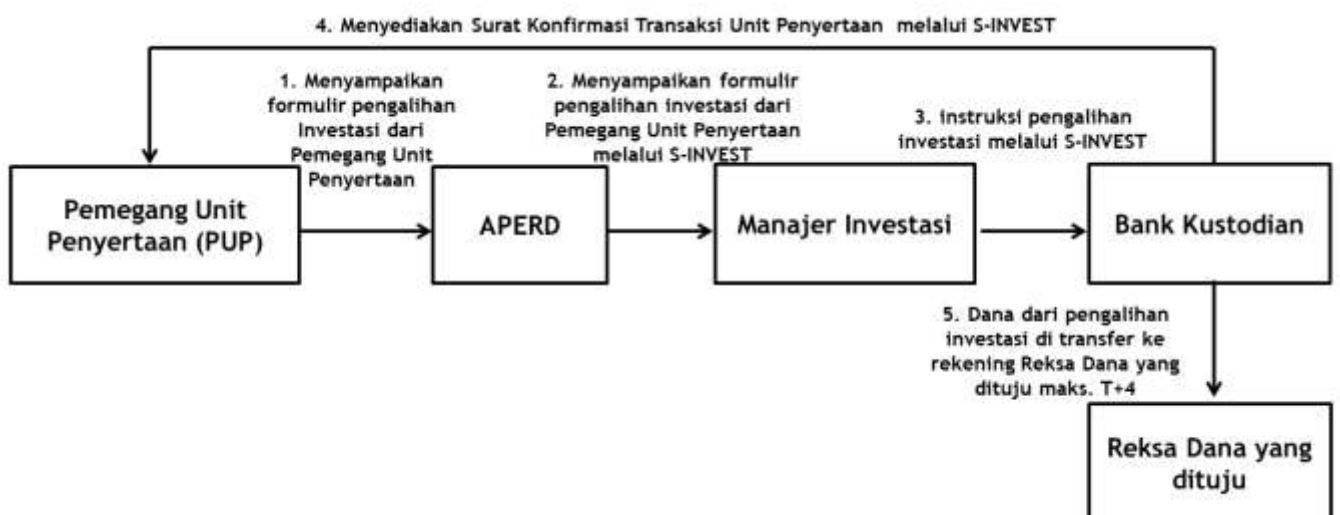 4. Menyediakan Surat Konfirmasi Transaksi Unit Penyertaan melalui S-INVEST
1. Menyampaikan
formulir pengalihan
Investasi dari
Pemegang Unit
Penyertaan
2. Menyampaikan formulir
pengalihan investasi dari
Pemegang Unit Penyertaan
melalui S-INVEST
3. instruksi pengalihan
investasi melalui S-INVEST
Pemegang Unit
Penyertaan (PUP)
APERD
Manajer Investasi
Bank Kustodian
5. Dana dari pengalihan
investasi di transfer ke
rekening Reksa Dana yang
dituju maks. T+4
Reksa Dana yang
dituju